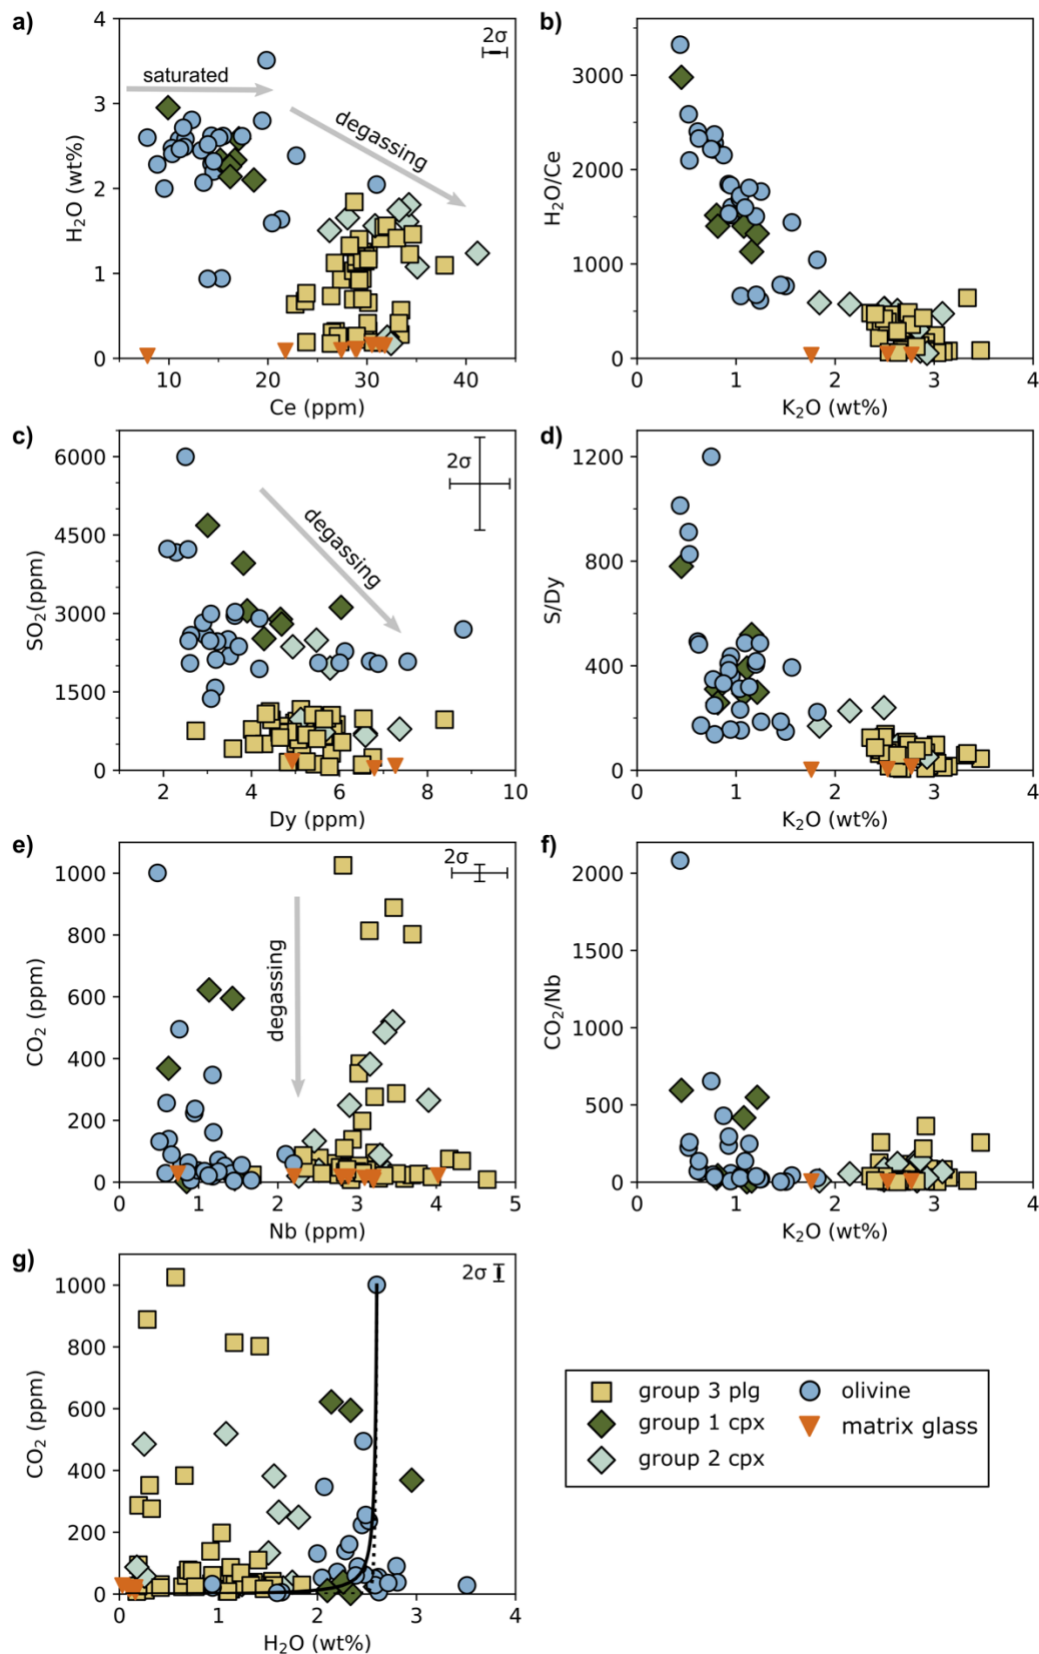 a)
4
3
2
1
0
H₂O (wt%)
saturated
degassing
2σ
10
20
30
40
Ce (ppm)
b)
3000
2000
1000
0
H₂O/Ce
0
1
2
3
4
K₂O (wt%)
c)
6000
4500
3000
1500
0
SO₂(ppm)
degassing
2σ
2
4
6
8
10
Dy (ppm)
d)
1200
800
400
0
S/Dy
0
1
2
3
4
K₂O (wt%)
e)
1000
800
600
400
200
0
CO₂ (ppm)
degassing
2σ
0
1
2
3
4
5
Nb (ppm)
f)
2000
1500
1000
500
0
CO₂/Nb
0
1
2
3
4
K₂O (wt%)
g)
1000
800
600
400
200
0
CO₂ (ppm)
2σ
0
1
2
3
4
H₂O (wt%)
group 3 plg
group 1 cpx
group 2 cpx
olivine
matrix glass